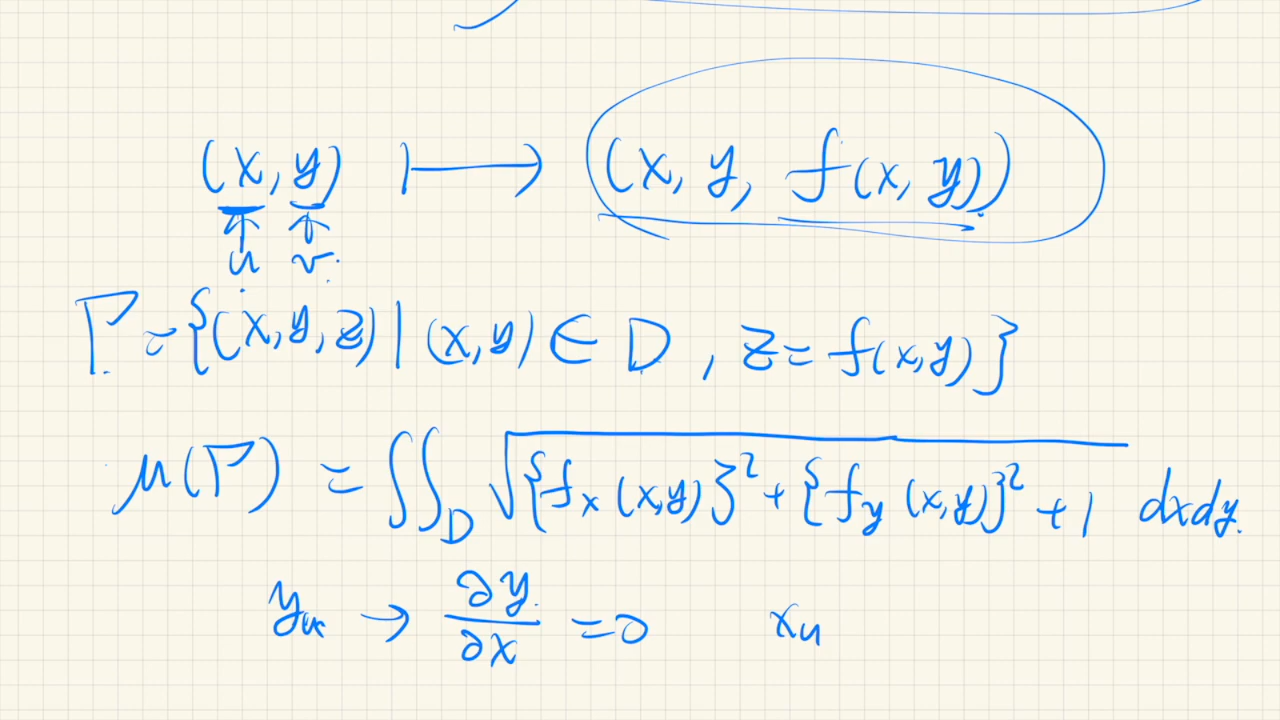 (x, y) ⟼ (x, y, f(x, y))
↑ ↑
u v
Γ = {(x, y, z) | (x, y) ∈ D, z = f(x, y)}
μ(Γ) = ∬_D √({f_x(x,y)}² + {f_y(x,y)}² + 1) dxdy.
y_u → ∂y/∂x = 0 x_u